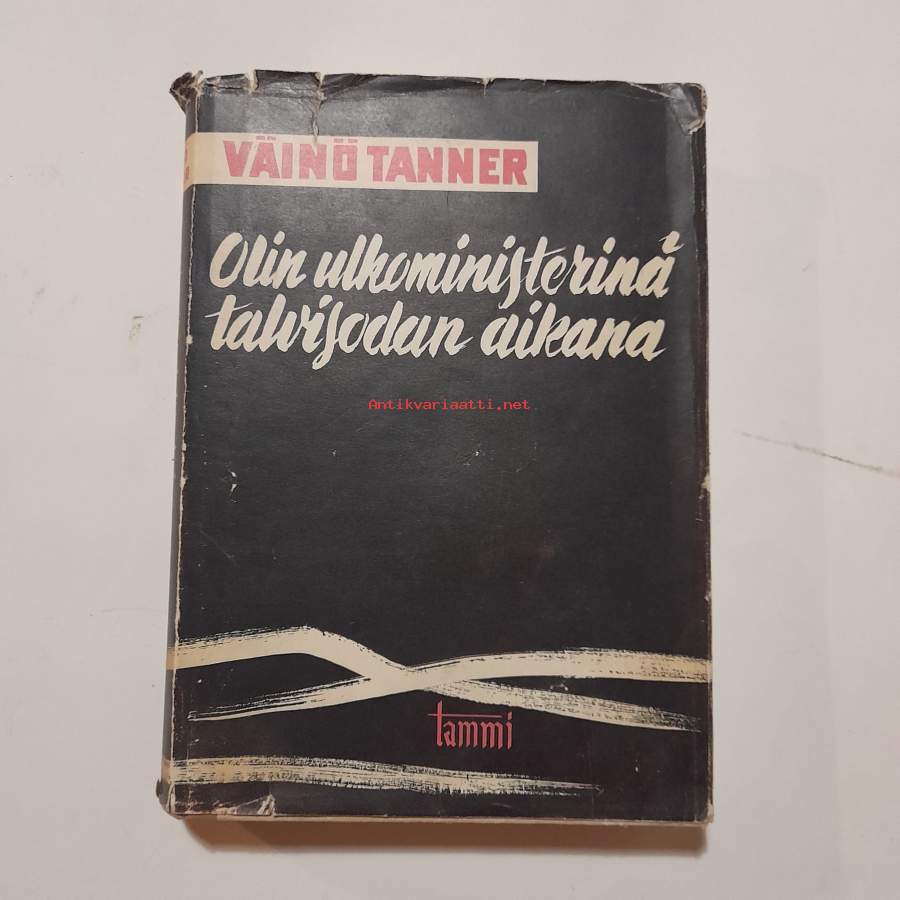 VÄINÖ TANNER
Olin ulkoministerinä
talvisodan aikana
Antikvariaatti.net
tammi